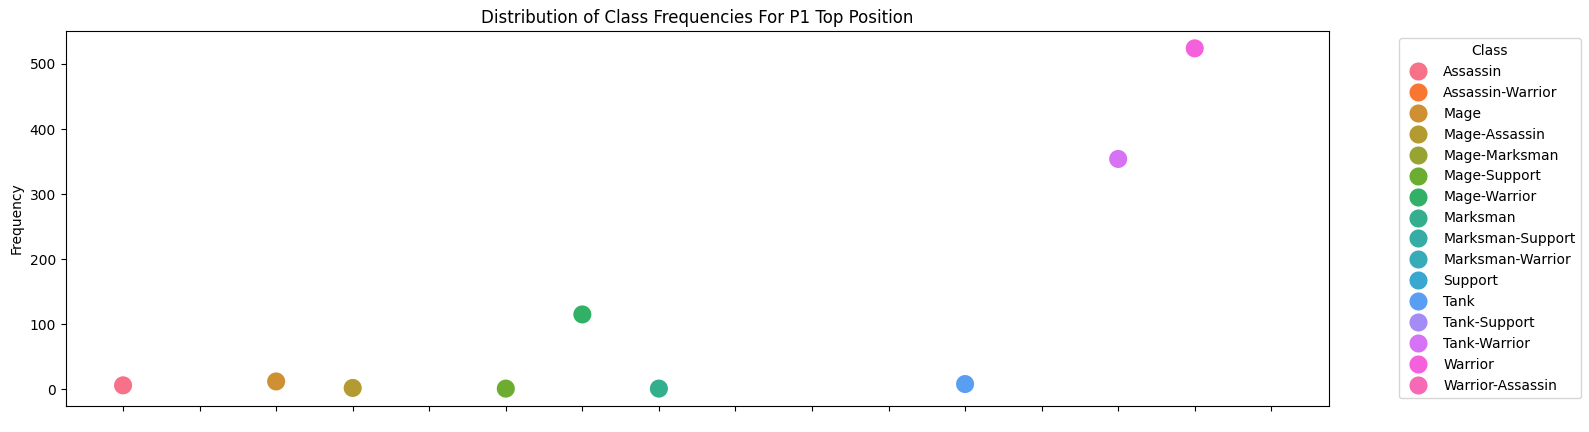 Distribution of Class Frequencies For P1 Top Position
Frequency
500
400
300
200
100
0
Class
Assassin
Assassin-Warrior
Mage
Mage-Assassin
Mage-Marksman
Mage-Support
Mage-Warrior
Marksman
Marksman-Support
Marksman-Warrior
Support
Tank
Tank-Support
Tank-Warrior
Warrior
Warrior-Assassin